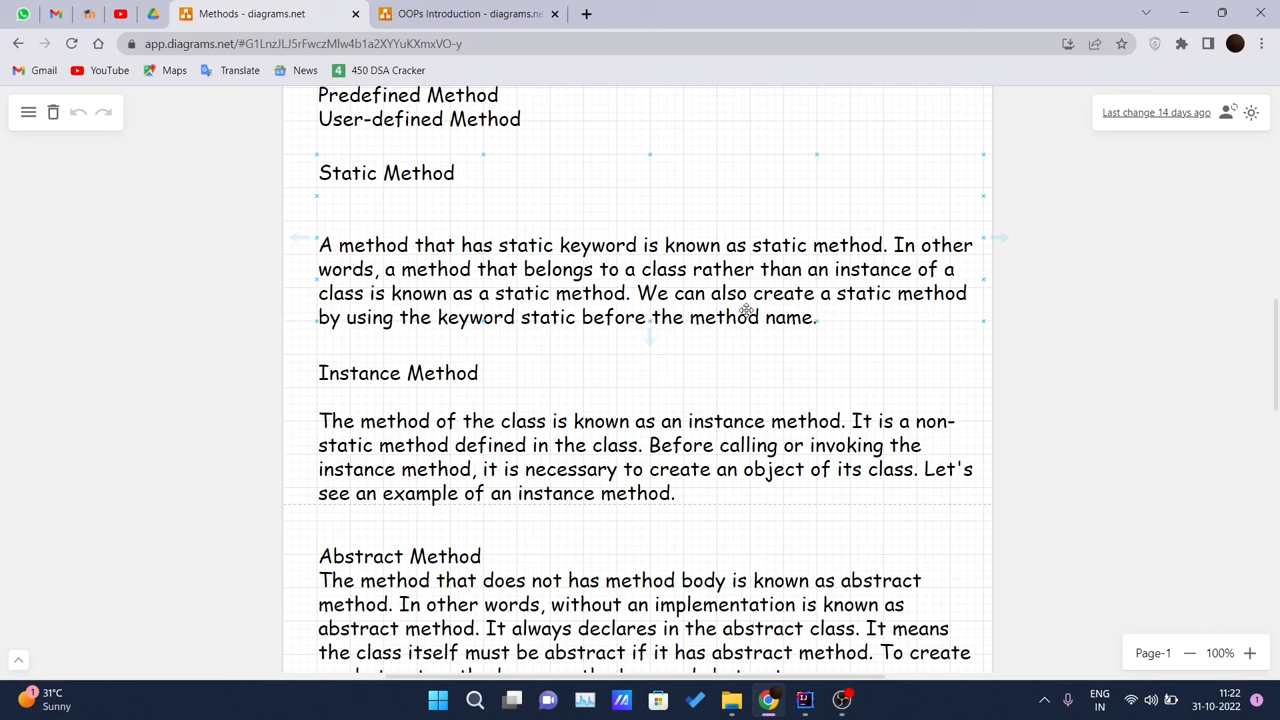 Methods - diagrams.net
OOPs Introduction - diagrams.net
app.diagrams.net/#G1LnzJLJ5rFwczMlw4b1a2XYYuKXmxVO-y
Gmail
YouTube
Maps
Translate
News
4
450 DSA Cracker
Last change 14 days ago
Predefined Method
User-defined Method
Static Method
A method that has static keyword is known as static method. In other
words, a method that belongs to a class rather than an instance of a
class is known as a static method. We can also create a static method
by using the keyword static before the method name.
Instance Method
The method of the class is known as an instance method. It is a non-
static method defined in the class. Before calling or invoking the
instance method, it is necessary to create an object of its class. Let's
see an example of an instance method.
Abstract Method
The method that does not has method body is known as abstract
method. In other words, without an implementation is known as
abstract method. It always declares in the abstract class. It means
the class itself must be abstract if it has abstract method. To create
Page-1
100%
1
31°C
Sunny
ENG
IN
11:22
31-10-2022
1